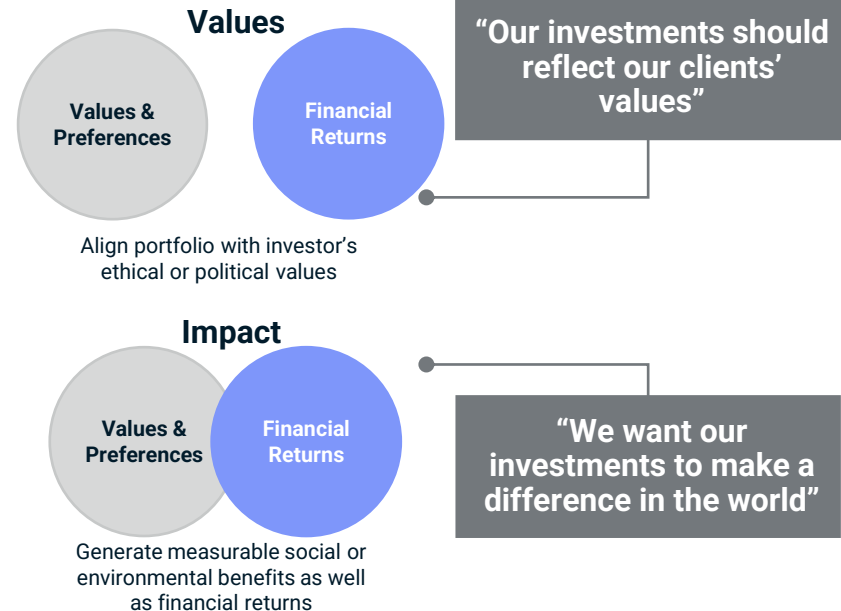 Values
Values &
Preferences
Financial
Returns
Align portfolio with investor’s
ethical or political values
“Our investments should
reflect our clients’
values”
Impact
Values &
Preferences
Financial
Returns
Generate measurable social or
environmental benefits as well
as financial returns
“We want our
investments to make a
difference in the world”